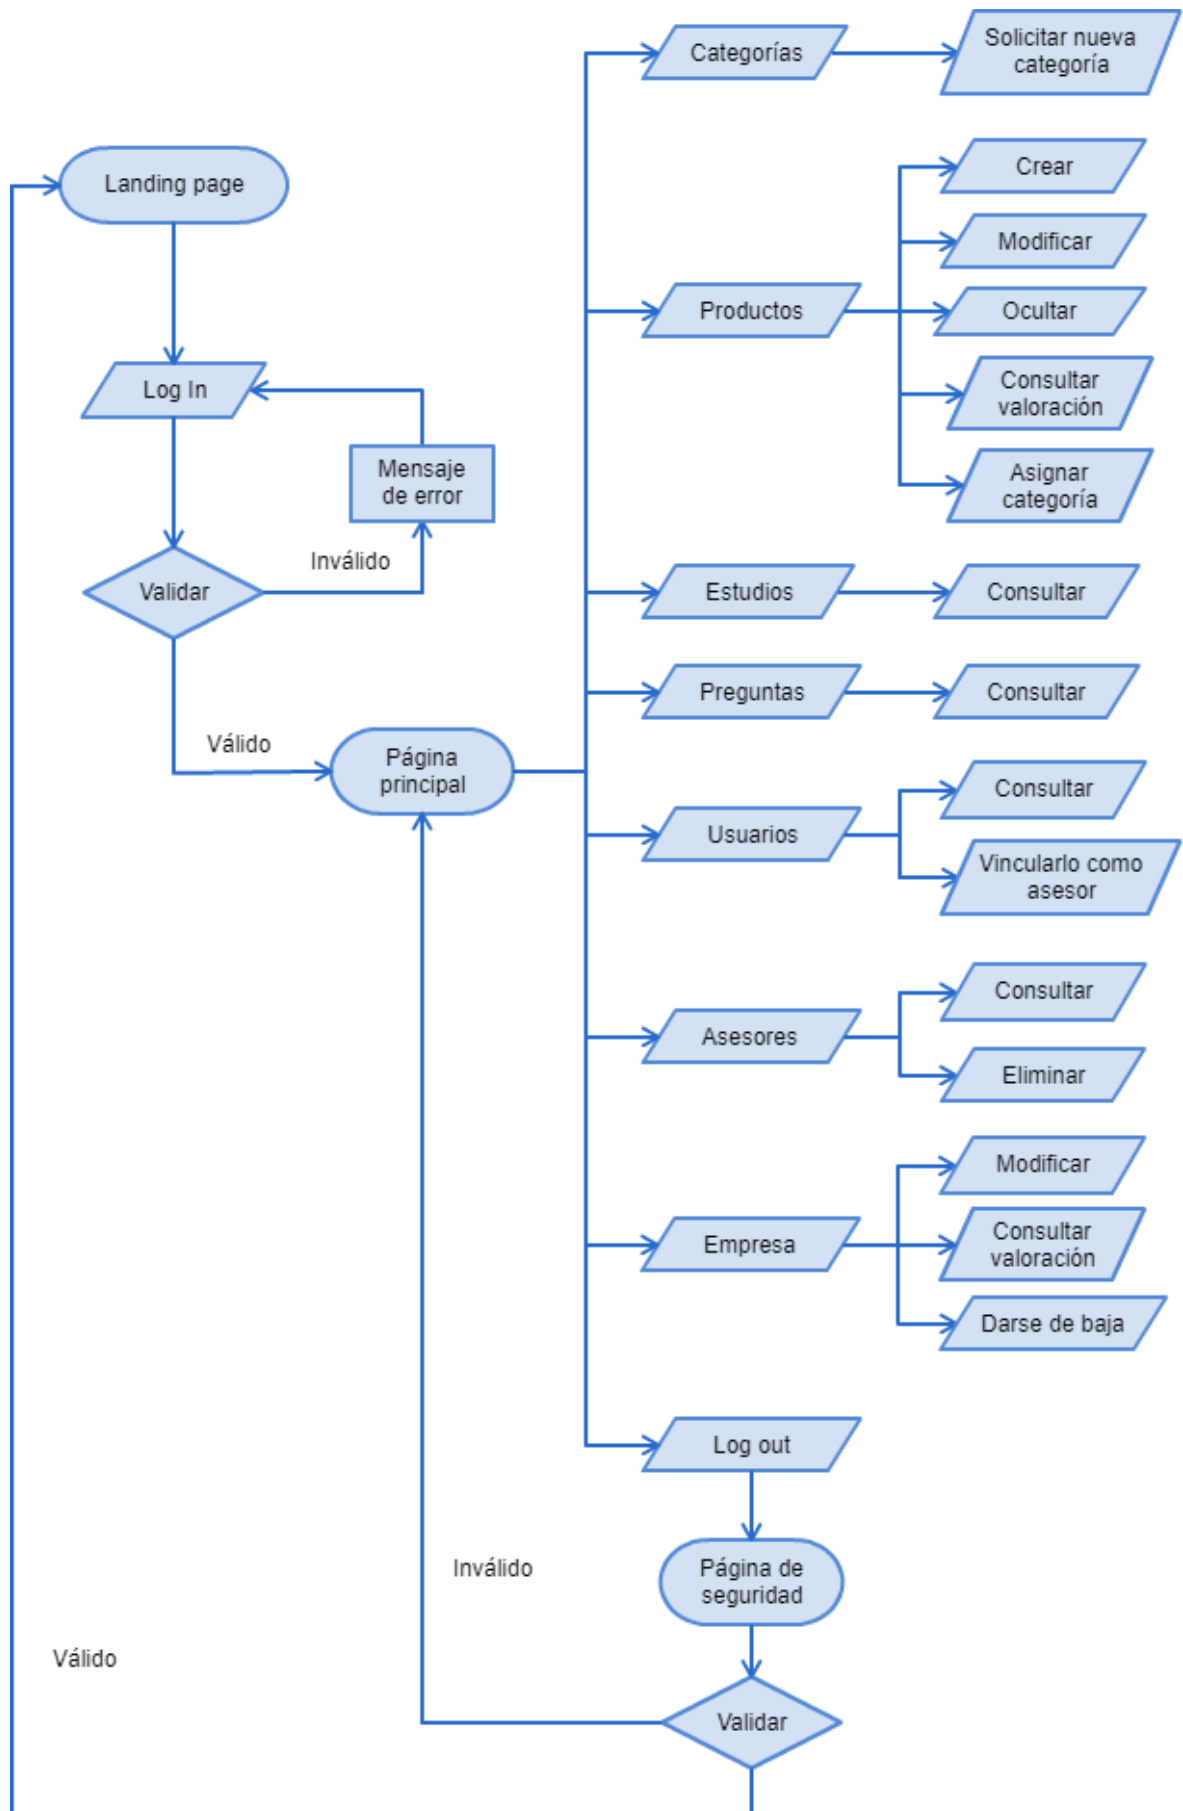 Landing page
Log In
Mensaje
de error
Inválido
Validar
Válido
Página
principal
Categorías
Solicitar nueva
categoría
Productos
Crear
Modificar
Ocultar
Consultar
valoración
Asignar
categoría
Estudios
Consultar
Preguntas
Consultar
Usuarios
Consultar
Vincularlo como
asesor
Asesores
Consultar
Eliminar
Empresa
Modificar
Consultar
valoración
Darse de baja
Log out
Página de
seguridad
Inválido
Válido
Validar